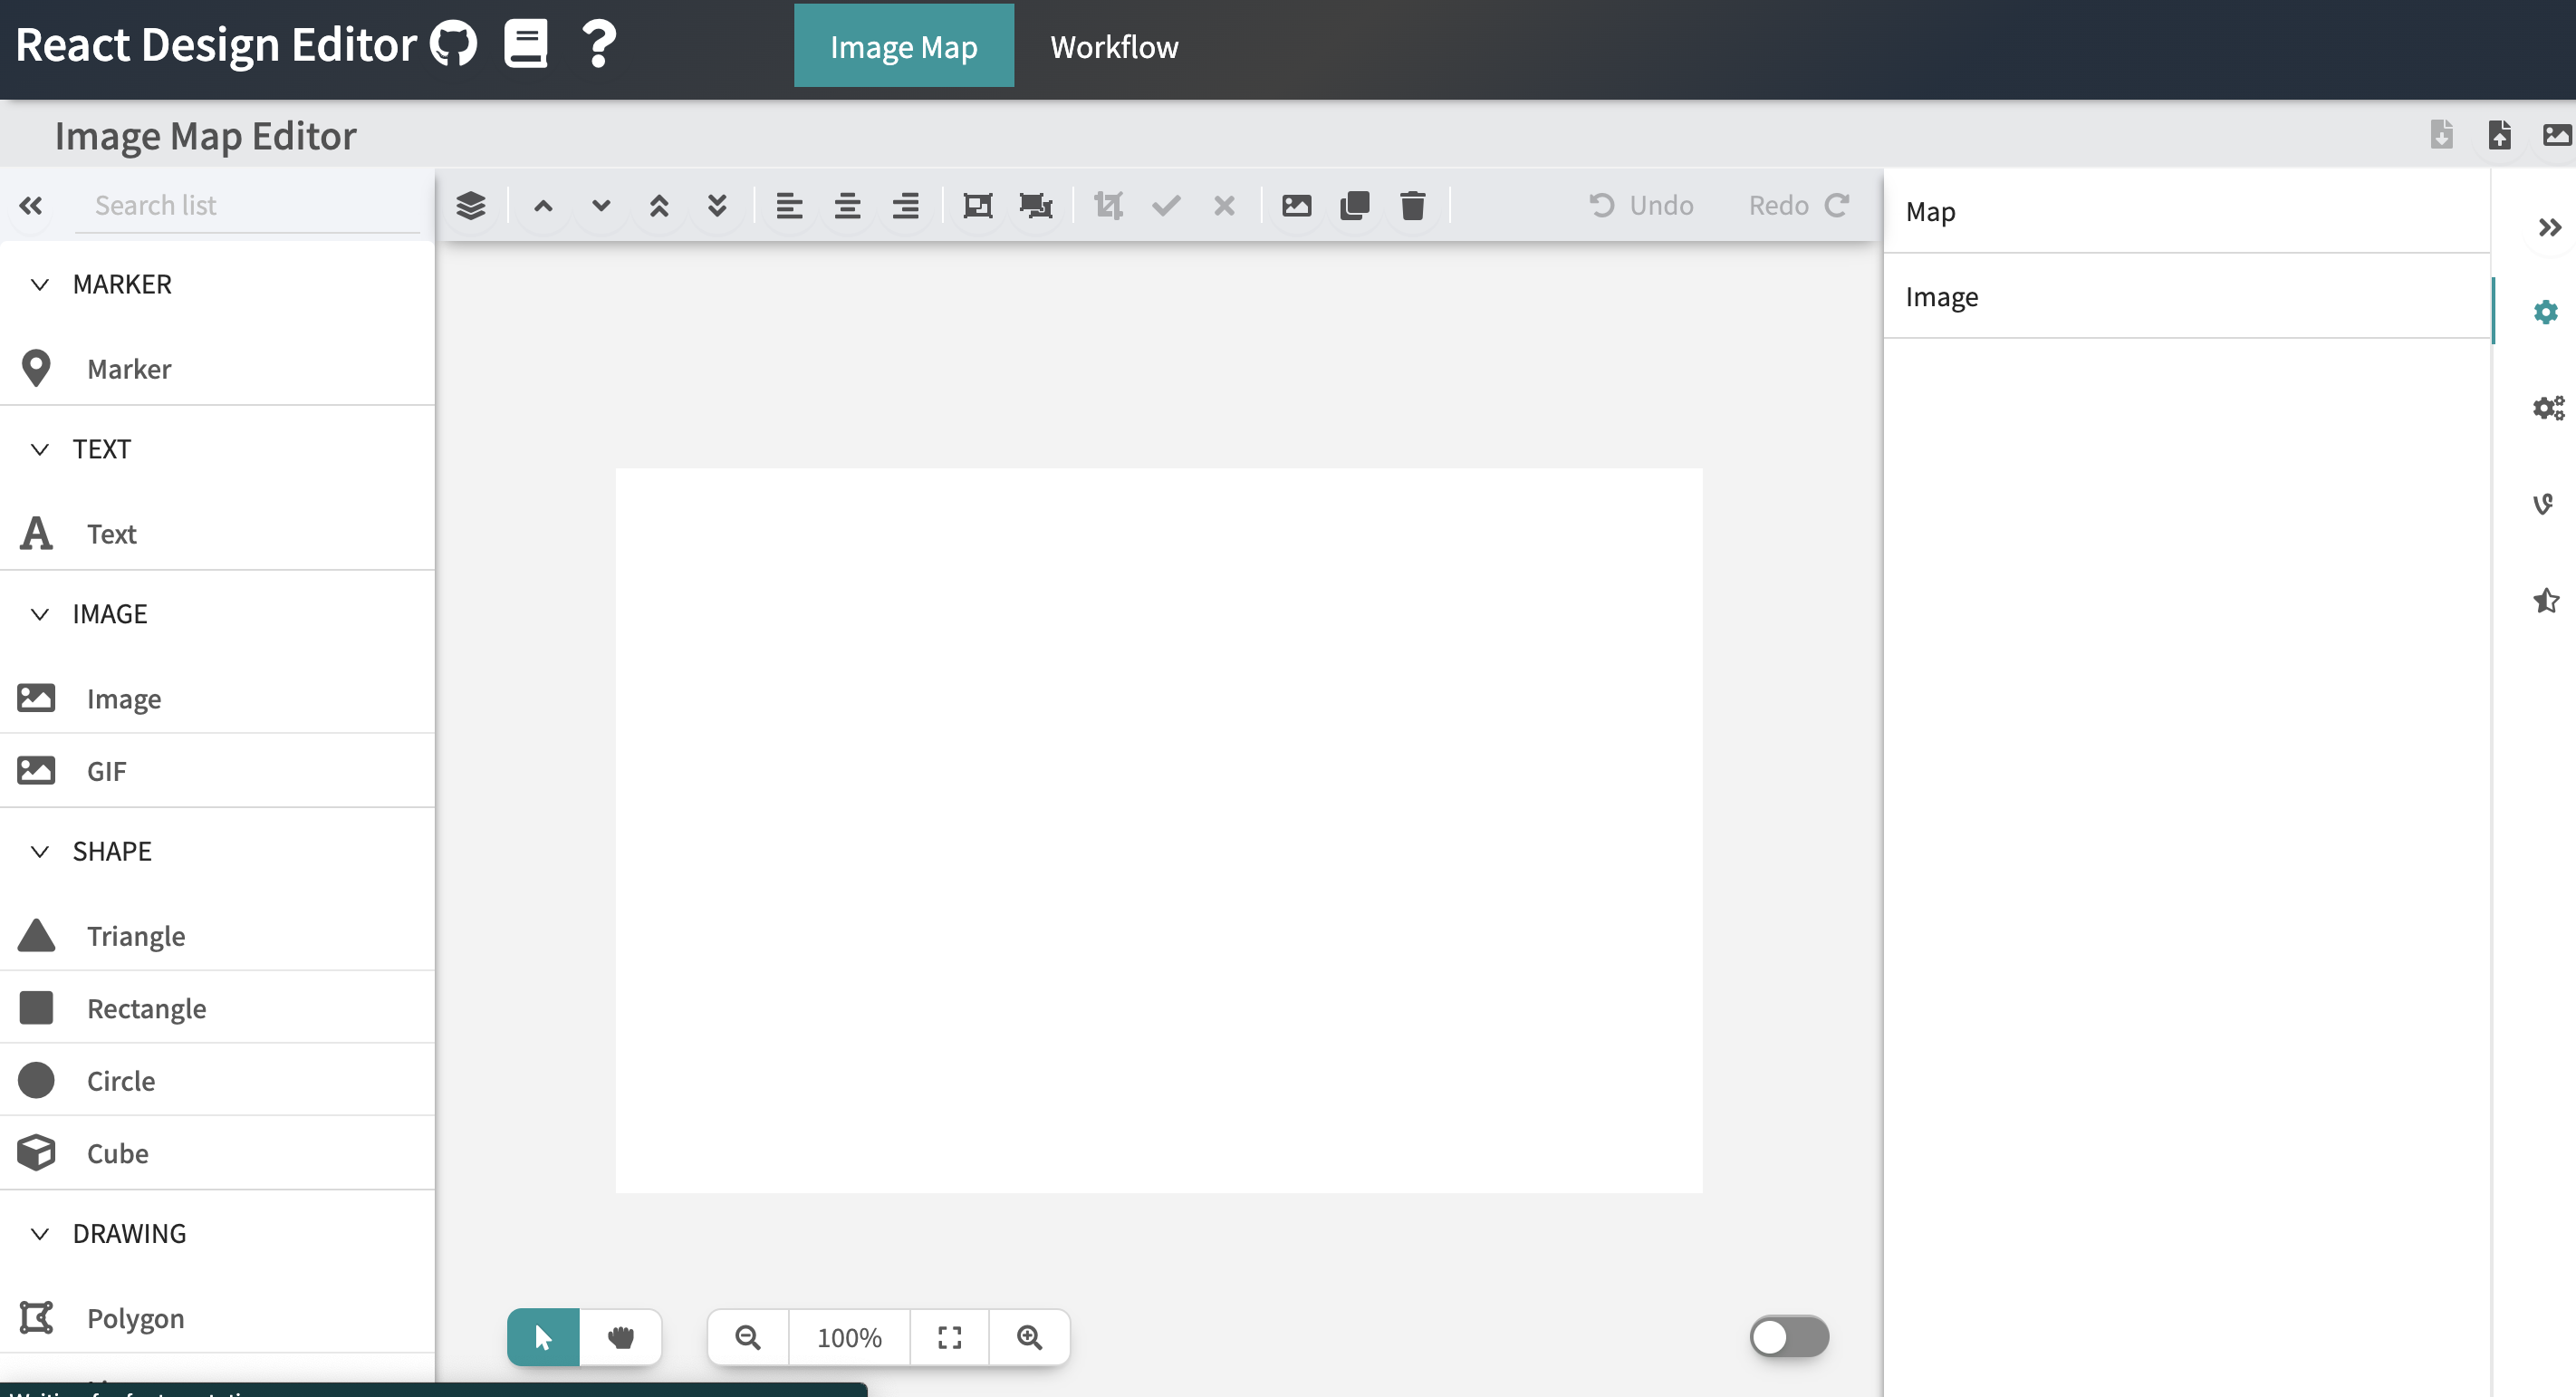 React Design Editor
Image Map
Workflow
Image Map Editor
Search list
Undo
Redo
MARKER
Marker
TEXT
Text
IMAGE
Image
GIF
SHAPE
Triangle
Rectangle
Circle
Cube
DRAWING
Polygon
Map
Image
100%